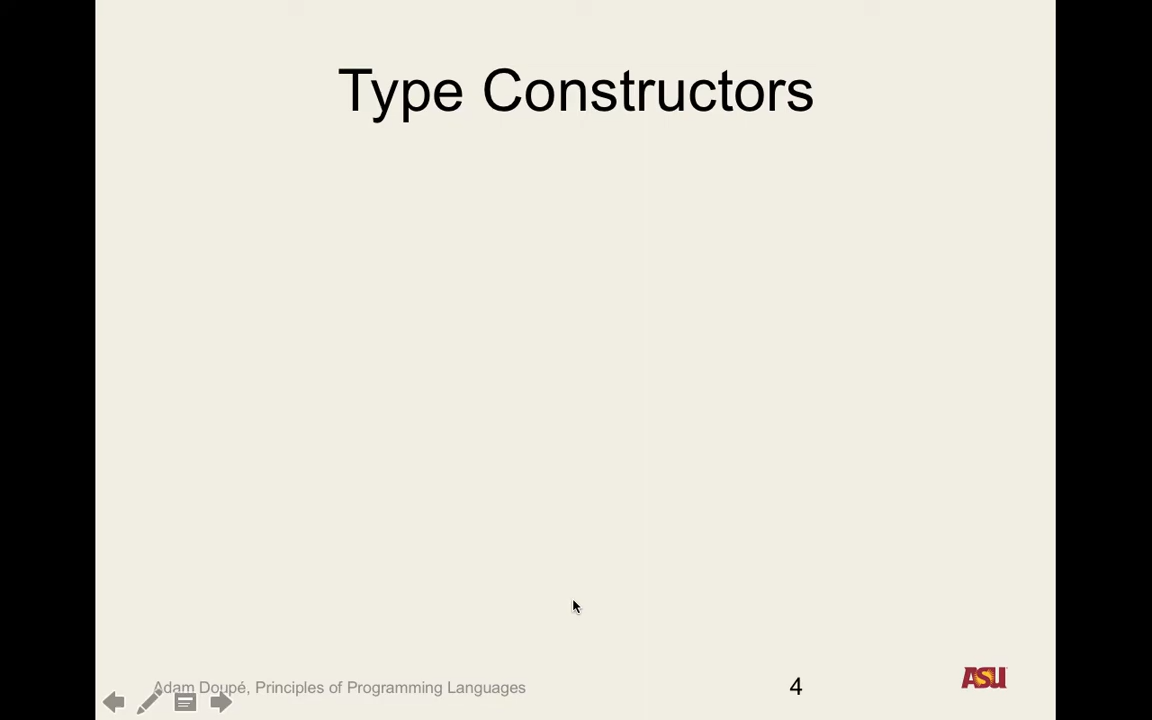 Type Constructors
Adam Doupé, Principles of Programming Languages
4
ASU